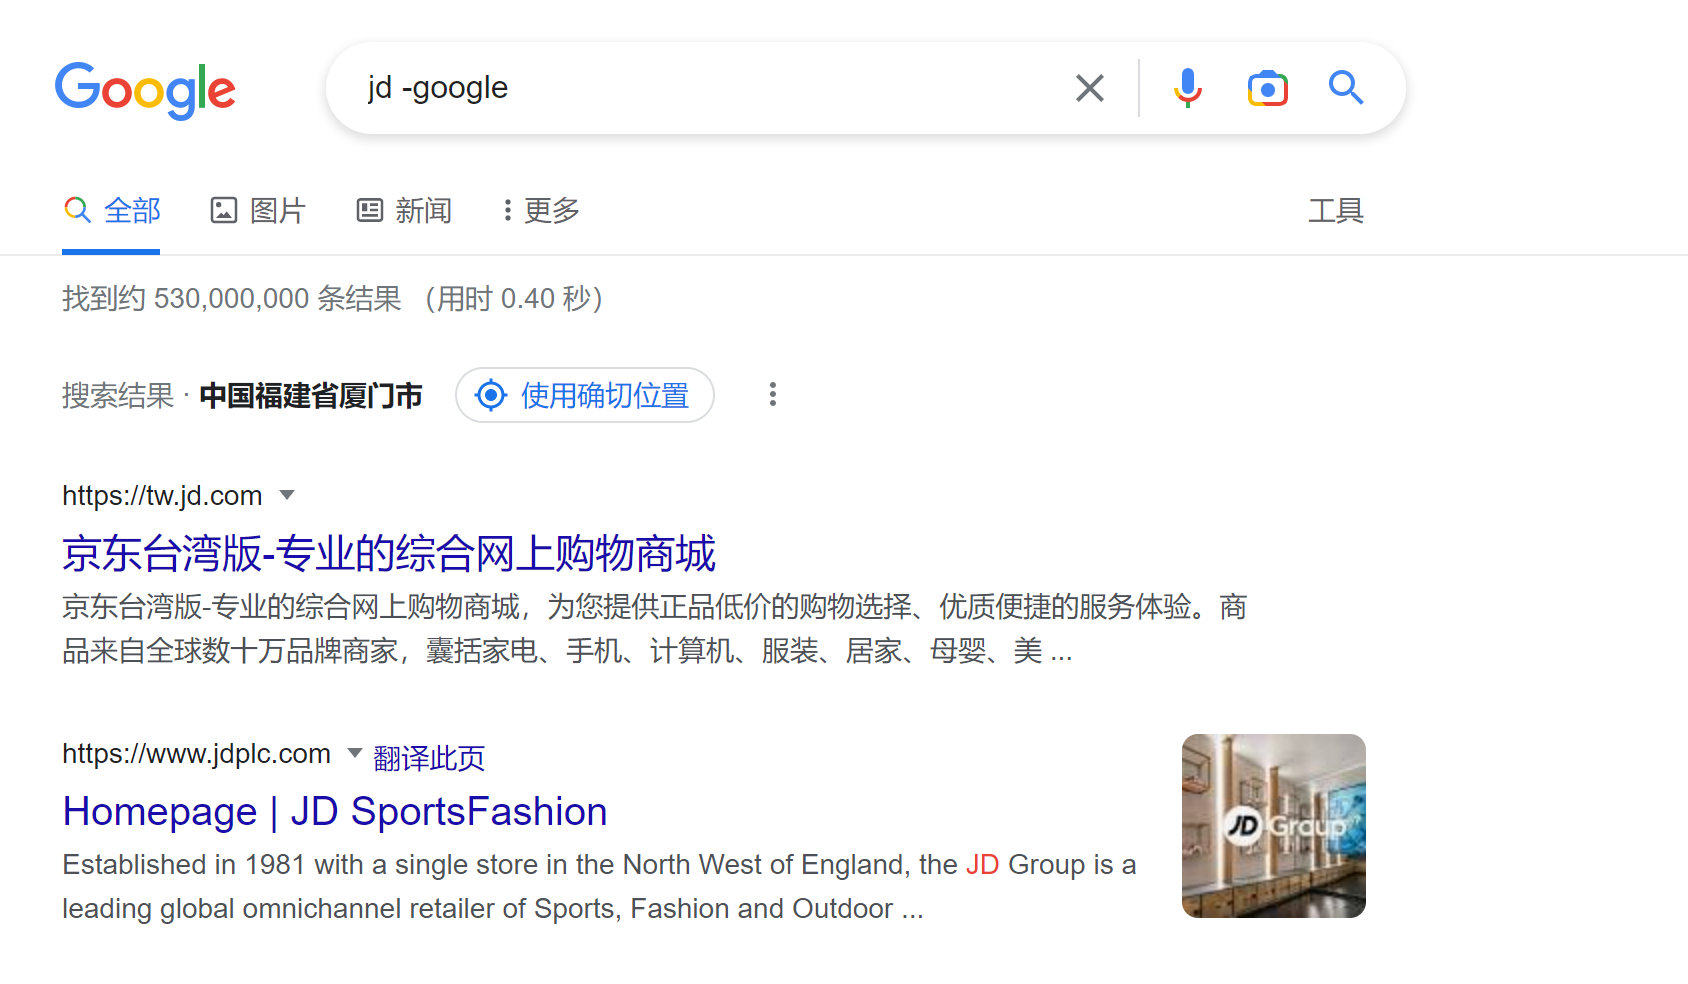 Google
jd -google
全部 图片 新闻 更多 工具
找到约 530,000,000 条结果 （用时 0.40 秒）
搜索结果 · 中国福建省厦门市 使用确切位置
https://tw.jd.com
京东台湾版-专业的综合网上购物商城
京东台湾版-专业的综合网上购物商城，为您提供正品低价的购物选择、优质便捷的服务体验。商
品来自全球数十万品牌商家，囊括家电、手机、计算机、服装、居家、母婴、美 ...
https://www.jdplc.com 翻译此页
Homepage | JD SportsFashion
Established in 1981 with a single store in the North West of England, the JD Group is a
leading global omnichannel retailer of Sports, Fashion and Outdoor ...
JD Group